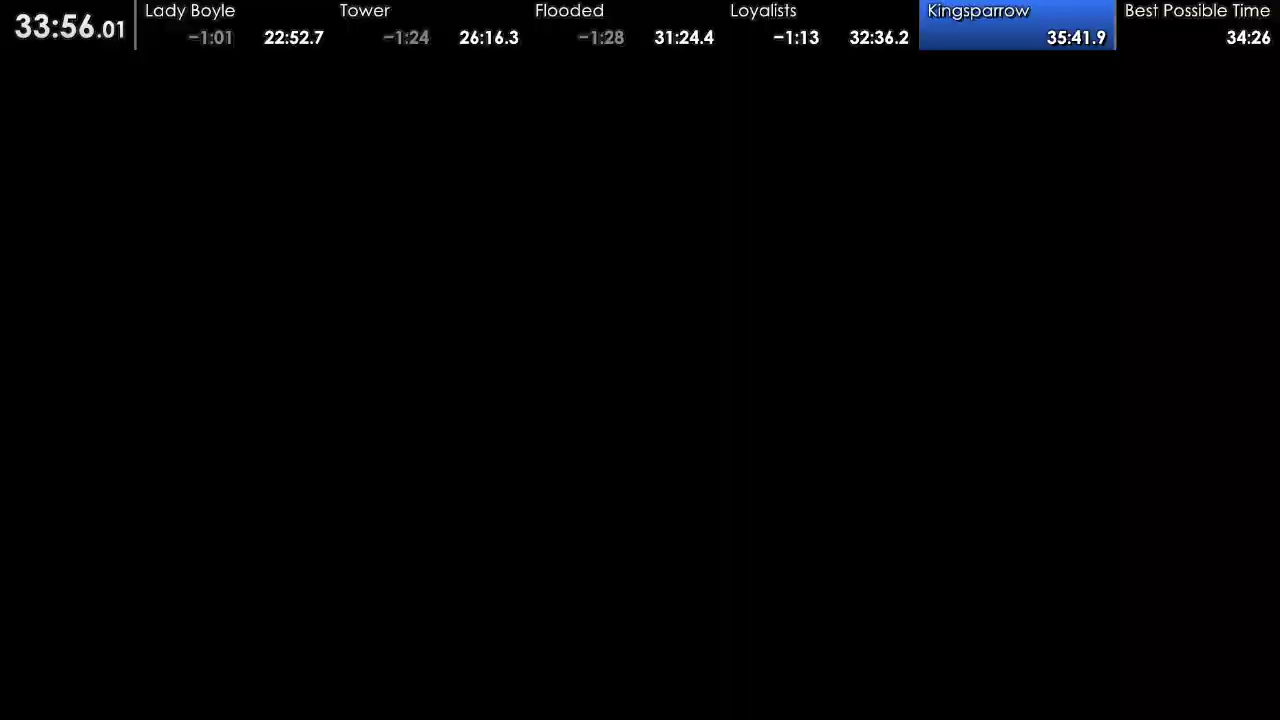 33:56.01
Lady Boyle
−1:01 22:52.7
Tower
−1:24 26:16.3
Flooded
−1:28 31:24.4
Loyalists
−1:13 32:36.2
Kingsparrow
35:41.9
Best Possible Time
34:26